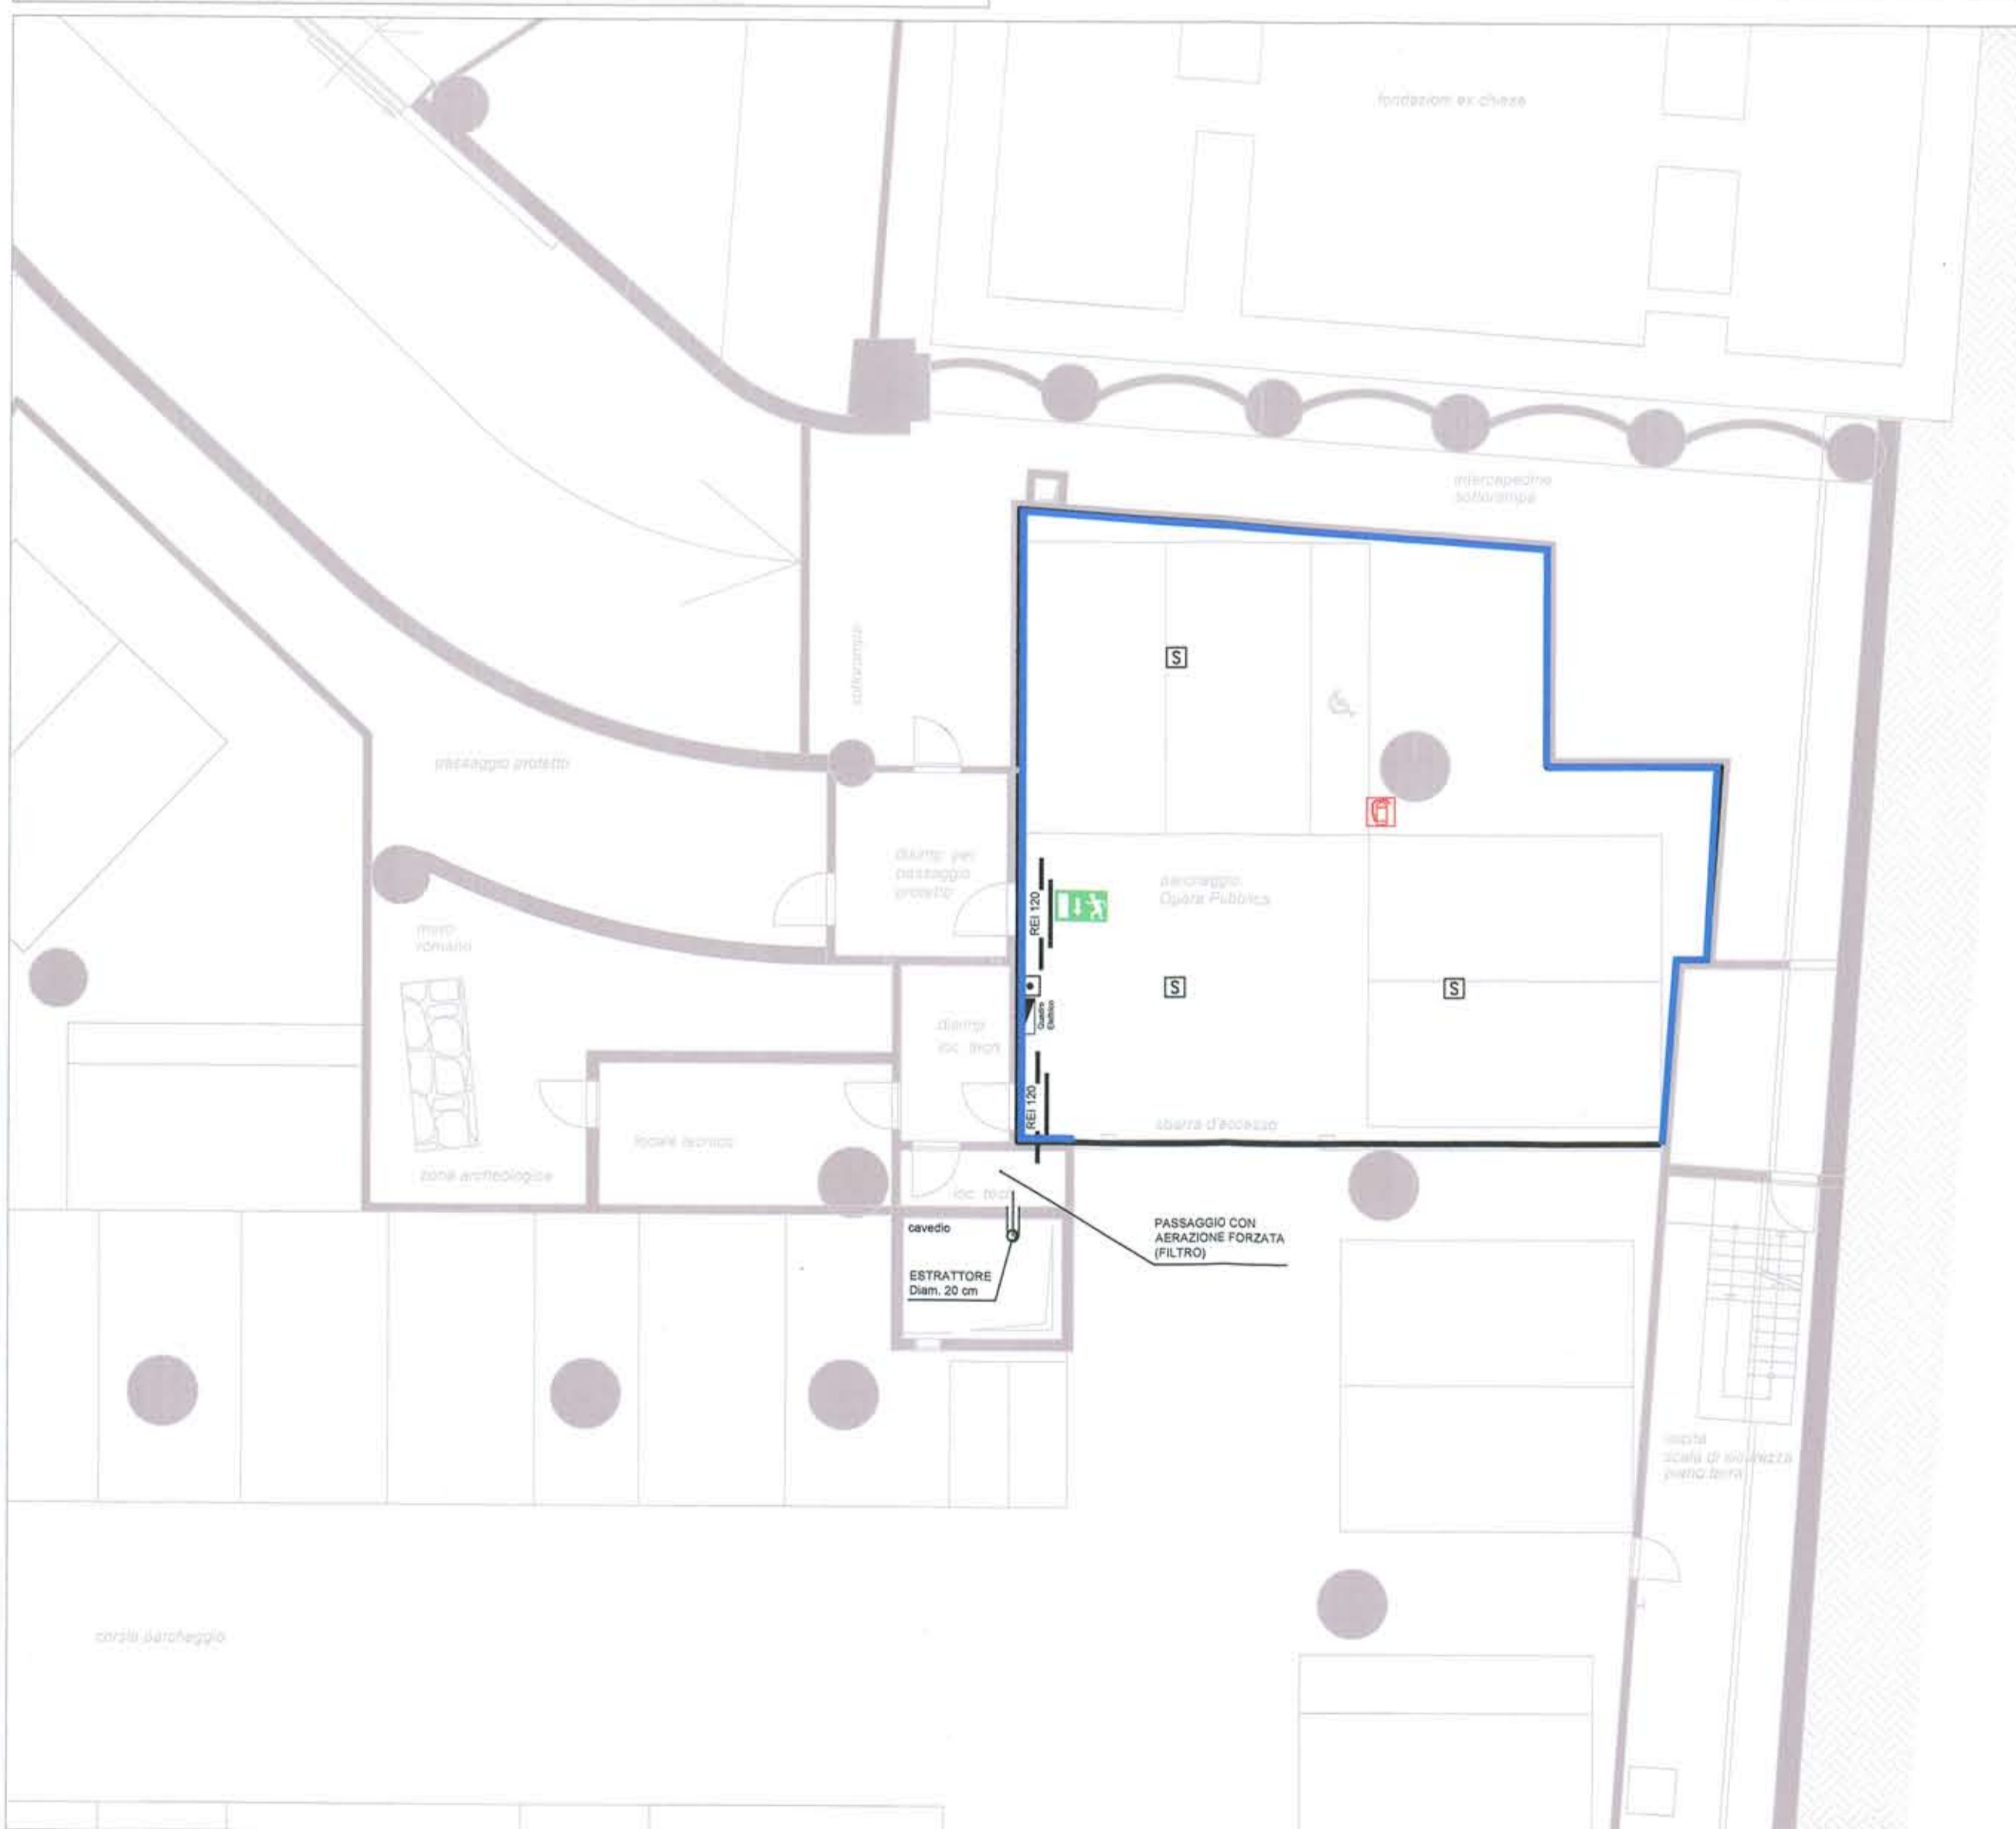 fondazioni ex chiesa
intercapedine
sottorampa
sottorampa
S
passaggio protetto
disimp. per
passaggio
protetto
REI 120
parcheggio
Opera Pubblica
muro
romano
S
S
Quadro
Elettrico
disimp.
loc. tecn.
REI 120
sbarra d'accesso
locale tecnico
zona archeologica
loc. tecn.
cavedio
PASSAGGIO CON
AERAZIONE FORZATA
(FILTRO)
ESTRATTORE
Diam. 20 cm
uscita
scala di sicurezza
piano terra
corsia parcheggio